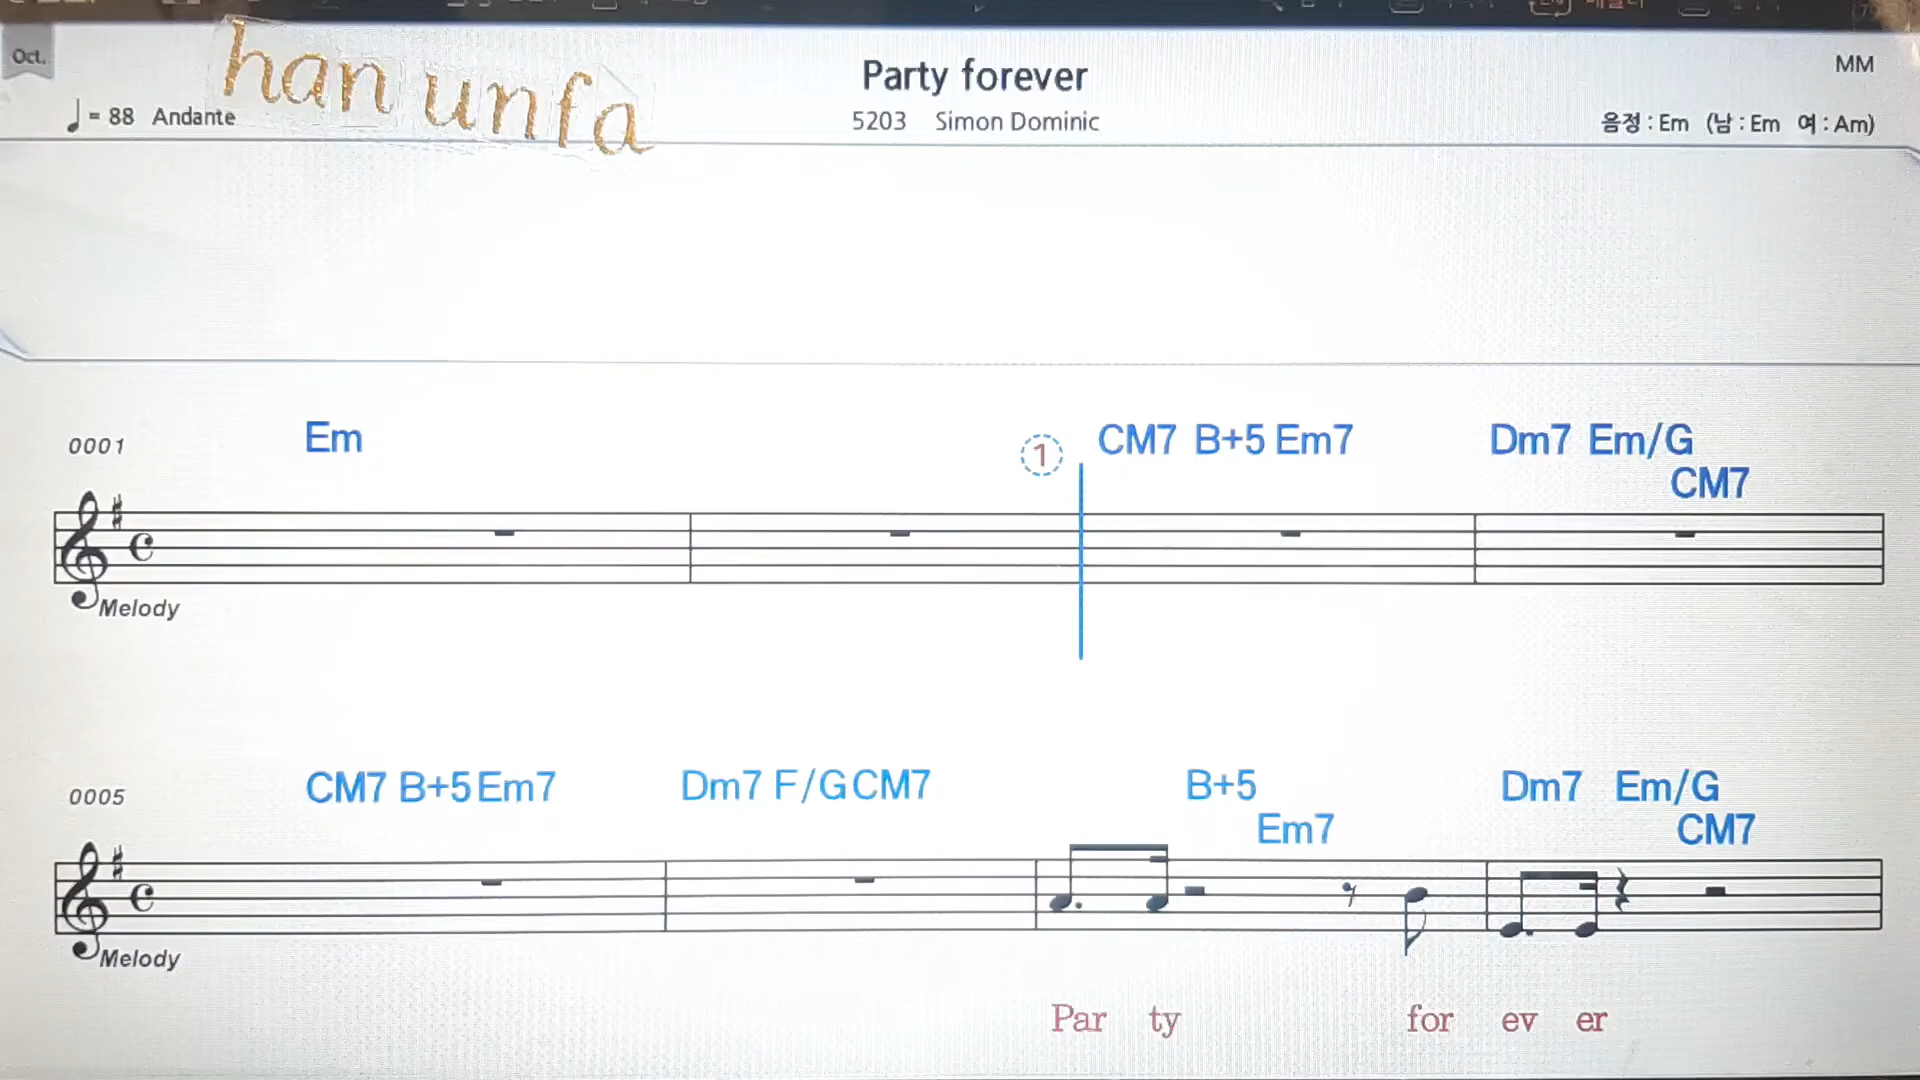 Oct.
han unfa
Party forever
MM
♩ = 88 Andante
5203 Simon Dominic
음정 : Em (남 : Em 여 : Am)
0001
Em
1
CM7 B+5 Em7
Dm7 Em/G
CM7
Melody
0005
CM7 B+5 Em7
Dm7 F/G CM7
B+5
Em7
Dm7 Em/G
CM7
Melody
Par ty for ev er